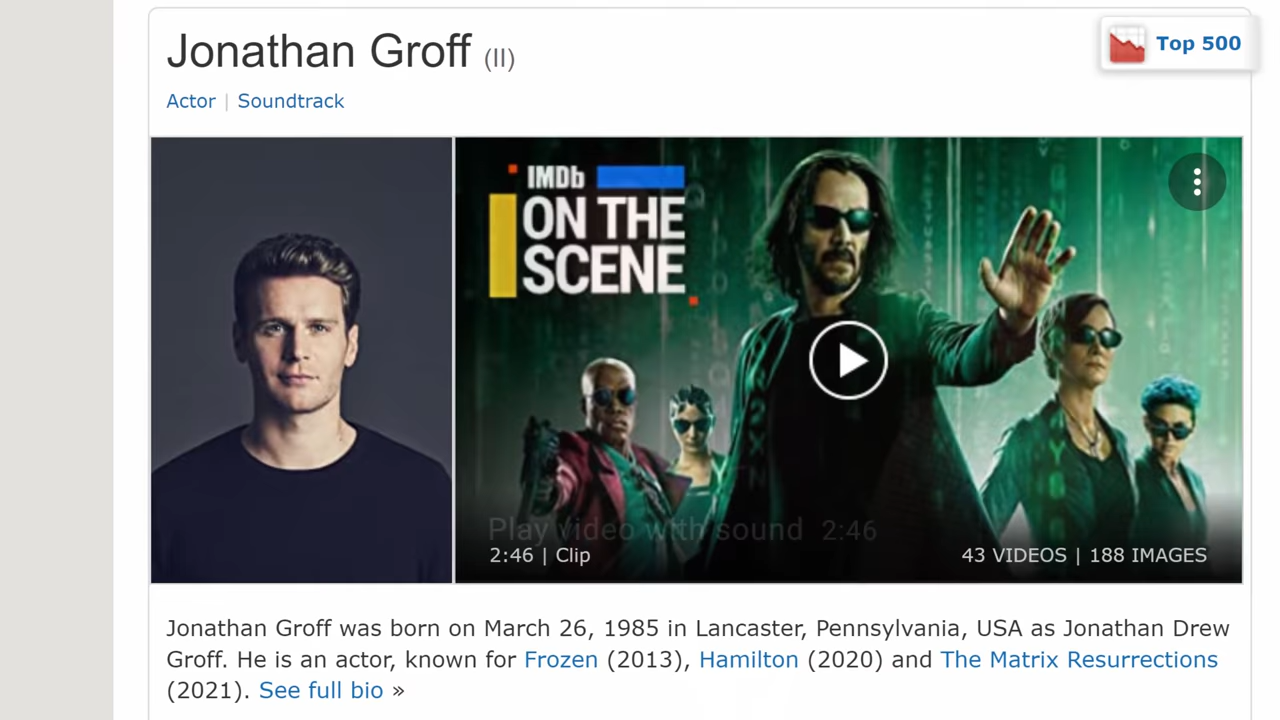 Jonathan Groff (II)
Top 500
Actor | Soundtrack
IMDb
ON THE
SCENE
Play video with sound 2:46
2:46 | Clip
43 VIDEOS | 188 IMAGES
Jonathan Groff was born on March 26, 1985 in Lancaster, Pennsylvania, USA as Jonathan Drew
Groff. He is an actor, known for Frozen (2013), Hamilton (2020) and The Matrix Resurrections
(2021). See full bio »